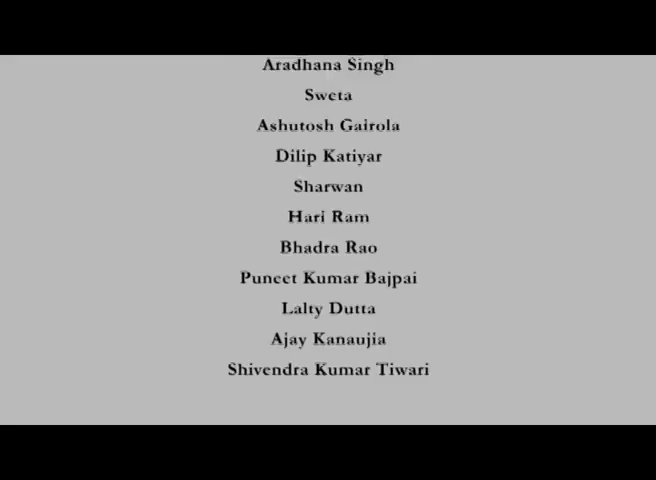 Aradhana Singh
Sweta
Ashutosh Gairola
Dilip Katiyar
Sharwan
Hari Ram
Bhadra Rao
Puneet Kumar Bajpai
Lalty Dutta
Ajay Kanaujia
Shivendra Kumar Tiwari